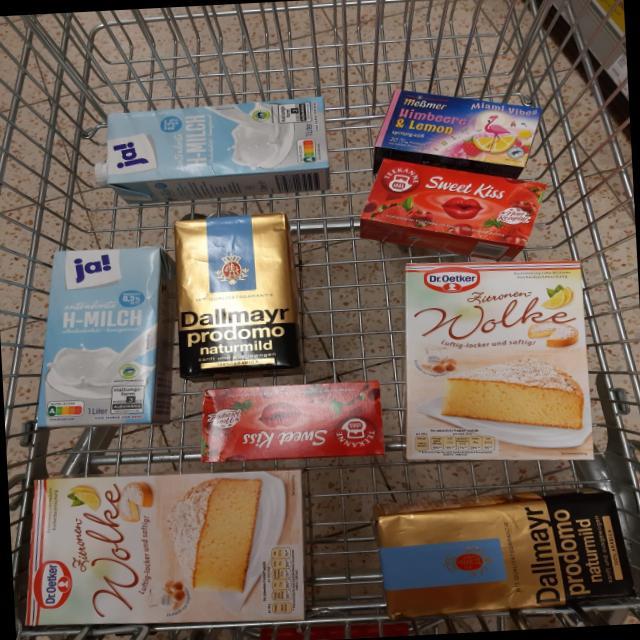 ja!
H-MILCH
Meßmer
Miami Vibes
Himbeere
& Lemon
TEEKANNE
Sweet Kiss
ja!
H-MILCH
1 Liter
Dallmayr
prodomo
naturmild
Dr. Oetker
Zitronen-
Wolke
Luftig-locker und saftig!
TEEKANNE
Sweet Kiss
Dr. Oetker
Zitronen-
Wolke
Luftig-locker und saftig!
Dallmayr
prodomo
naturmild